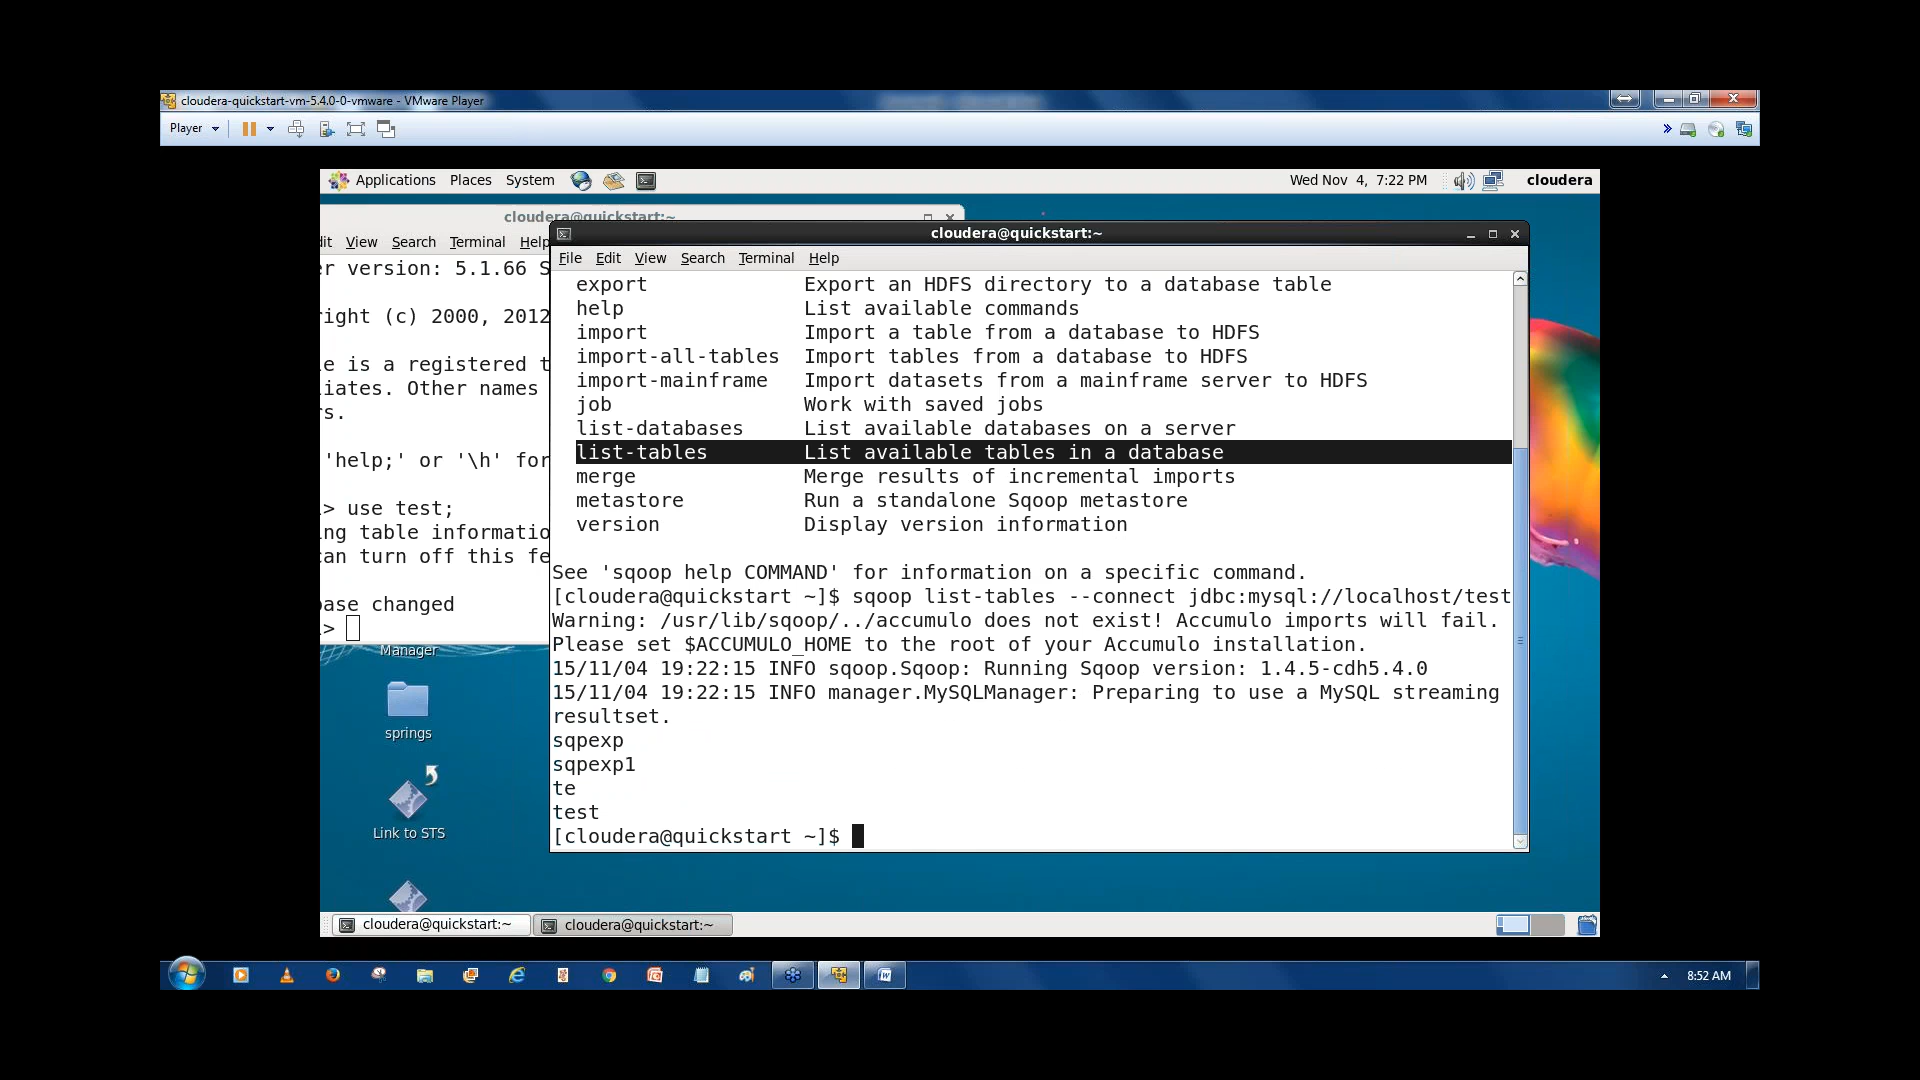 cloudera-quickstart-vm-5.4.0-0-vmware - VMware Player
Player
Applications Places System
Wed Nov 4, 7:22 PM
cloudera
cloudera@quickstart:~
dit View Search Terminal Help
er version: 5.1.66 S
right (c) 2000, 2012
le is a registered t
liates. Other names
rs.
'help;' or '\h' for
> use test;
ing table informatio
can turn off this fe
base changed
>
cloudera@quickstart:~
File Edit View Search Terminal Help
export Export an HDFS directory to a database table
help List available commands
import Import a table from a database to HDFS
import-all-tables Import tables from a database to HDFS
import-mainframe Import datasets from a mainframe server to HDFS
job Work with saved jobs
list-databases List available databases on a server
list-tables List available tables in a database
merge Merge results of incremental imports
metastore Run a standalone Sqoop metastore
version Display version information
See 'sqoop help COMMAND' for information on a specific command.
[cloudera@quickstart ~]$ sqoop list-tables --connect jdbc:mysql://localhost/test
Warning: /usr/lib/sqoop/../accumulo does not exist! Accumulo imports will fail.
Please set $ACCUMULO_HOME to the root of your Accumulo installation.
15/11/04 19:22:15 INFO sqoop.Sqoop: Running Sqoop version: 1.4.5-cdh5.4.0
15/11/04 19:22:15 INFO manager.MySQLManager: Preparing to use a MySQL streaming
resultset.
sqpexp
sqpexp1
te
test
[cloudera@quickstart ~]$
Manager
springs
Link to STS
cloudera@quickstart:~
cloudera@quickstart:~
8:52 AM